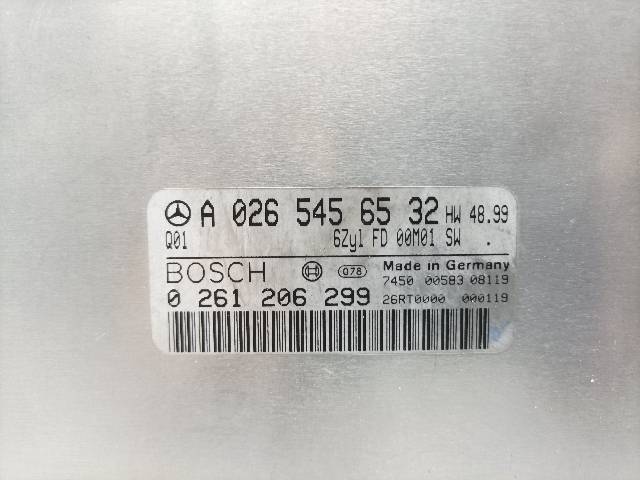 A 026 545 65 32 HW 48.99
Q01 6Zyl FD 00M01 SW .
BOSCH Q78 Made in Germany
7450 00583 08119
0 261 206 299 26RT0000 000119